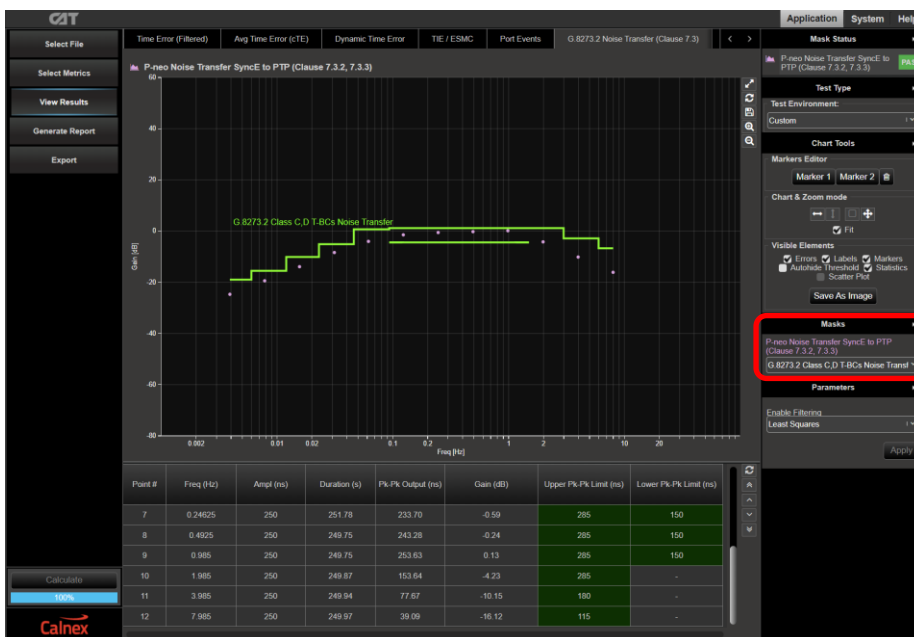 CAT
Application System Help
Select File
Select Metrics
View Results
Generate Report
Export
Time Error (Filtered) Avg Time Error (cTE) Dynamic Time Error TIE / ESMC Port Events G.8273.2 Noise Transfer (Clause 7.3)
P-neo Noise Transfer SyncE to PTP (Clause 7.3.2, 7.3.3)
60
40
20
0
-20
-40
-60
-80
Gain [dB]
G.8273.2 Class C,D T-BCs Noise Transfer
0.002 0.01 0.02 0.1 0.2 1 2 10 20
Freq [Hz]
Point # Freq (Hz) Ampl (ns) Duration (s) Pk-Pk Output (ns) Gain (dB) Upper Pk-Pk Limit (ns) Lower Pk-Pk Limit (ns)
7 0.24625 250 251.78 233.70 -0.59 285 150
8 0.4925 250 249.75 243.28 -0.24 285 150
9 0.985 250 249.75 253.63 0.13 285 150
10 1.985 250 249.87 153.64 -4.23 285 -
11 3.985 250 249.94 77.67 -10.15 180 -
12 7.985 250 249.97 39.09 -16.12 115 -
Mask Status
P-neo Noise Transfer SyncE to
PTP (Clause 7.3.2, 7.3.3)
PAS
Test Type
Test Environment:
Custom
Chart Tools
Markers Editor
Marker 1 Marker 2
Chart & Zoom mode
Fit
Visible Elements
Errors Labels Markers
Autohide Threshold Statistics
Scatter Plot
Save As Image
Masks
P-neo Noise Transfer SyncE to PTP
(Clause 7.3.2, 7.3.3)
G.8273.2 Class C,D T-BCs Noise Transf
Parameters
Enable Filtering
Least Squares
Apply
Calculate
100%
Calnex